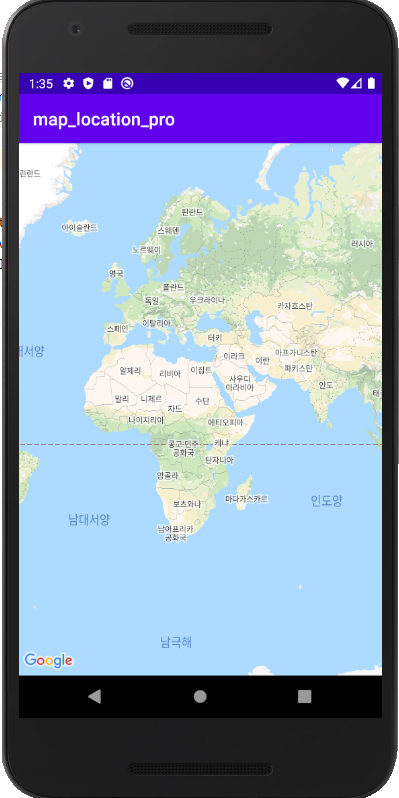 1:35
map_location_pro
린란드
아이슬란드
핀란드
스웨덴
노르웨이
러시아
영국
폴란드
독일
우크라이나
카자흐스탄
대서양
스페인
이탈리아
터키
이라크
이란
아프가니스탄
파키스탄
알제리
리비아
이집트
사우디
아라비아
인도
태
말리
니제르
차드
수단
나이지리아
에티오피아
콩고 민주
공화국
케냐
탄자니아
앙골라
보츠와나
마다가스카르
인도양
남대서양
남아프리카
공화국
남극해
Google